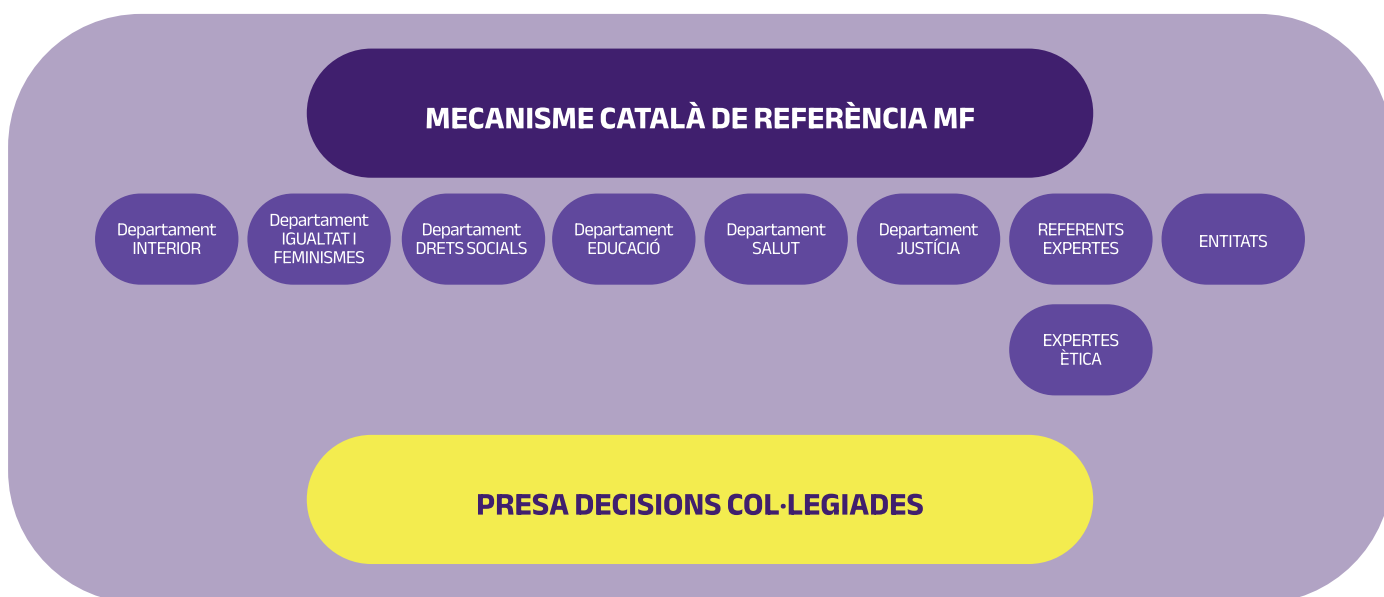 MECANISME CATALÀ DE REFERÈNCIA MF
Departament
INTERIOR
Departament
IGUALTAT I
FEMINISMES
Departament
DRETS SOCIALS
Departament
EDUCACIÓ
Departament
SALUT
Departament
JUSTÍCIA
REFERENTS
EXPERTES
ENTITATS
EXPERTES
ÈTICA
PRESA DECISIONS COL·LEGIADES